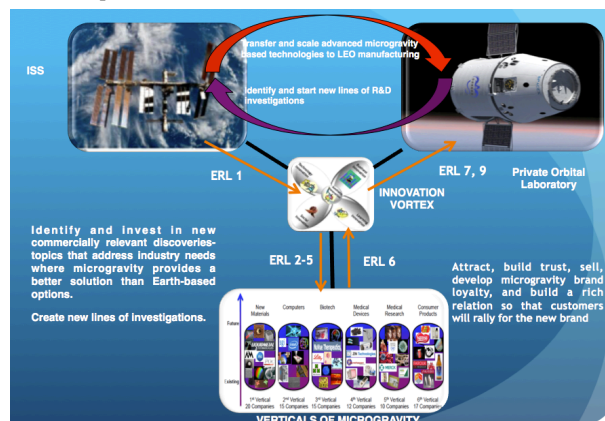 Transfer and scale advanced microgravity
based technologies to LEO manufacturing
ISS
Identify and start new lines of R&D
investigations
ERL 1
ERL 7, 9
Private Orbital
Laboratory
INNOVATION
VORTEX
Identify and invest in new
commercially relevant discoveries-
topics that address industry needs
where microgravity provides a
better solution than Earth-based
options.
Create new lines of investigations.
ERL 2-5
ERL 6
Attract, build trust, sell,
develop microgravity brand
loyalty, and build a rich
relation so that customers
will rally for the new brand
New
Materials
Computers
Biotech
Medical
Devices
Medical
Research
Consumer
Products
Future
Existing
1st Vertical
20 Companies
2nd Vertical
15 Companies
3rd Vertical
15 Companies
4th Vertical
12 Companies
5th Vertical
10 Companies
6th Vertical
17 Companies
VERTICALS OF MICROGRAVITY